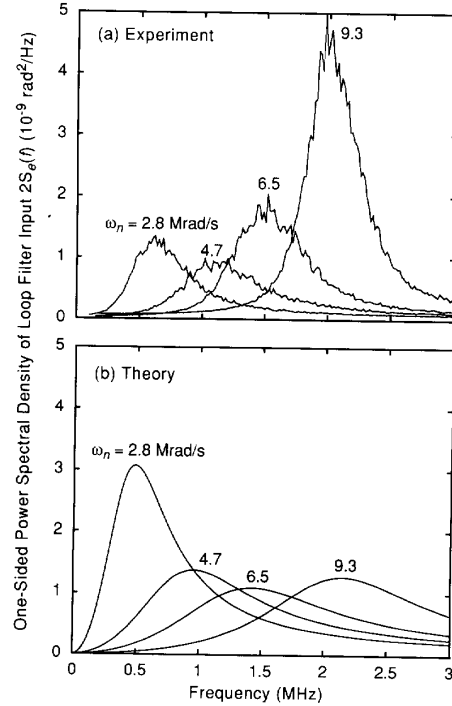 One-Sided Power Spectral Density of Loop Filter Input 2Sₑ(f) (10⁻⁹ rad²/Hz)
5
(a) Experiment
9.3
4
3
6.5
2
ωₙ = 2.8 Mrad/s
4.7
1
0
5
(b) Theory
4
ωₙ = 2.8 Mrad/s
3
2
4.7
6.5
9.3
1
0
0 0.5 1 1.5 2 2.5 3
Frequency (MHz)